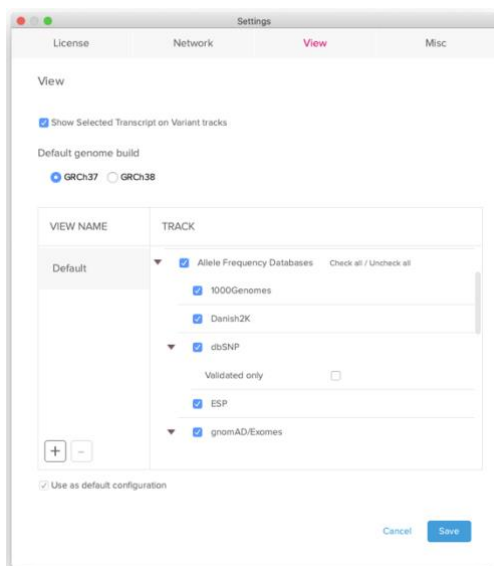 Settings
License Network View Misc
View
Show Selected Transcript on Variant tracks
Default genome build
GRCh37 GRCh38
VIEW NAME TRACK
Default
Allele Frequency Databases Check all / Uncheck all
1000Genomes
Danish2K
dbSNP
Validated only
ESP
gnomAD/Exomes
+ -
Use as default configuration
Cancel Save